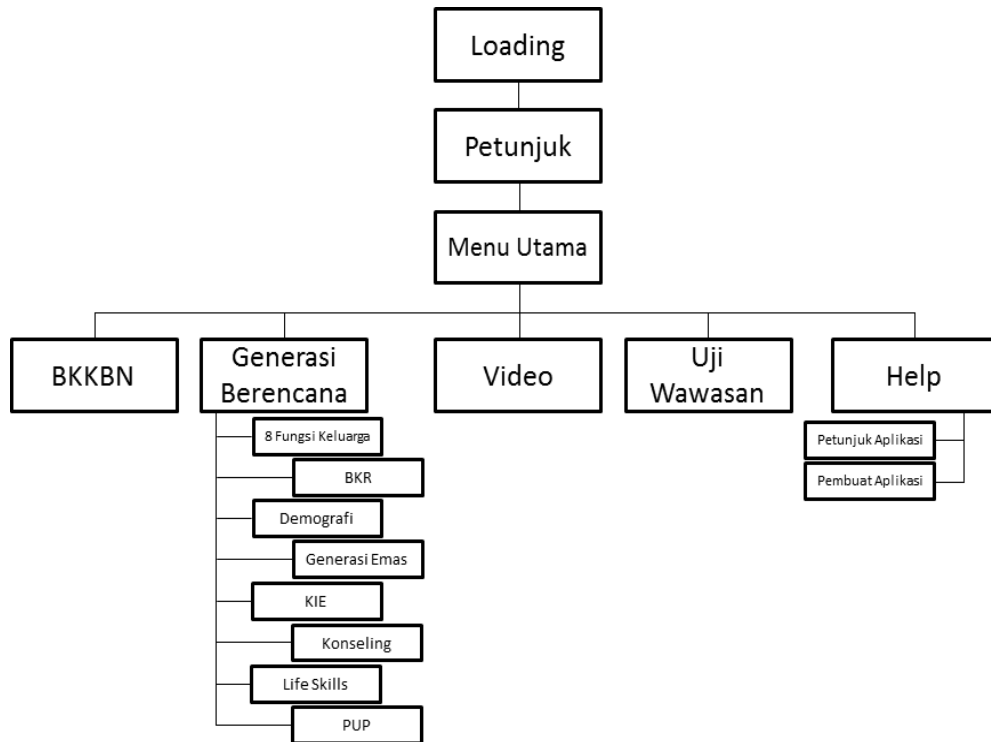 Loading
Petunjuk
Menu Utama
BKKBN
Generasi
Berencana
Video
Uji
Wawasan
Help
8 Fungsi Keluarga
BKR
Demografi
Generasi Emas
KIE
Konseling
Life Skills
PUP
Petunjuk Aplikasi
Pembuat Aplikasi